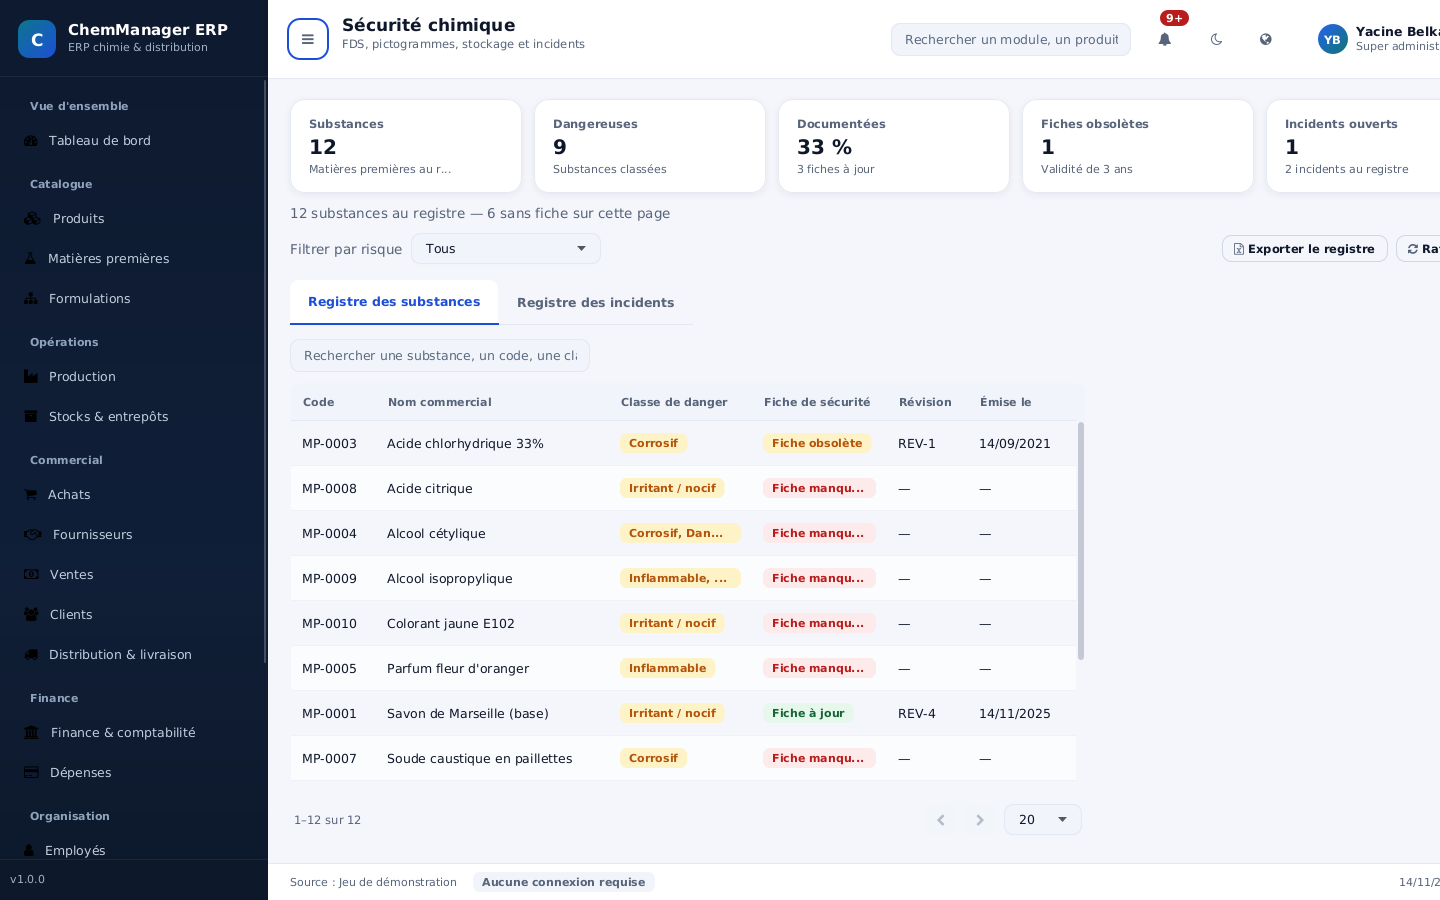 C
ChemManager ERP
ERP chimie & distribution
Vue d'ensemble
Tableau de bord
Catalogue
Produits
Matières premières
Formulations
Opérations
Production
Stocks & entrepôts
Commercial
Achats
Fournisseurs
Ventes
Clients
Distribution & livraison
Finance
Finance & comptabilité
Dépenses
Organisation
Employés
v1.0.0
Sécurité chimique
FDS, pictogrammes, stockage et incidents
Rechercher un module, un produit
9+
YB
Yacine Belka
Super administ
Substances
12
Matières premières au r...
Dangereuses
9
Substances classées
Documentées
33 %
3 fiches à jour
Fiches obsolètes
1
Validité de 3 ans
Incidents ouverts
1
2 incidents au registre
12 substances au registre — 6 sans fiche sur cette page
Filtrer par risque Tous
Exporter le registre
Ra
Registre des substances Registre des incidents
Rechercher une substance, un code, une cla
Code Nom commercial Classe de danger Fiche de sécurité Révision Émise le
MP-0003 Acide chlorhydrique 33% Corrosif Fiche obsolète REV-1 14/09/2021
MP-0008 Acide citrique Irritant / nocif Fiche manqu... — —
MP-0004 Alcool cétylique Corrosif, Dan... Fiche manqu... — —
MP-0009 Alcool isopropylique Inflammable, ... Fiche manqu... — —
MP-0010 Colorant jaune E102 Irritant / nocif Fiche manqu... — —
MP-0005 Parfum fleur d'oranger Inflammable Fiche manqu... — —
MP-0001 Savon de Marseille (base) Irritant / nocif Fiche à jour REV-4 14/11/2025
MP-0007 Soude caustique en paillettes Corrosif Fiche manqu... — —
1–12 sur 12
20
Source : Jeu de démonstration Aucune connexion requise
14/11/2